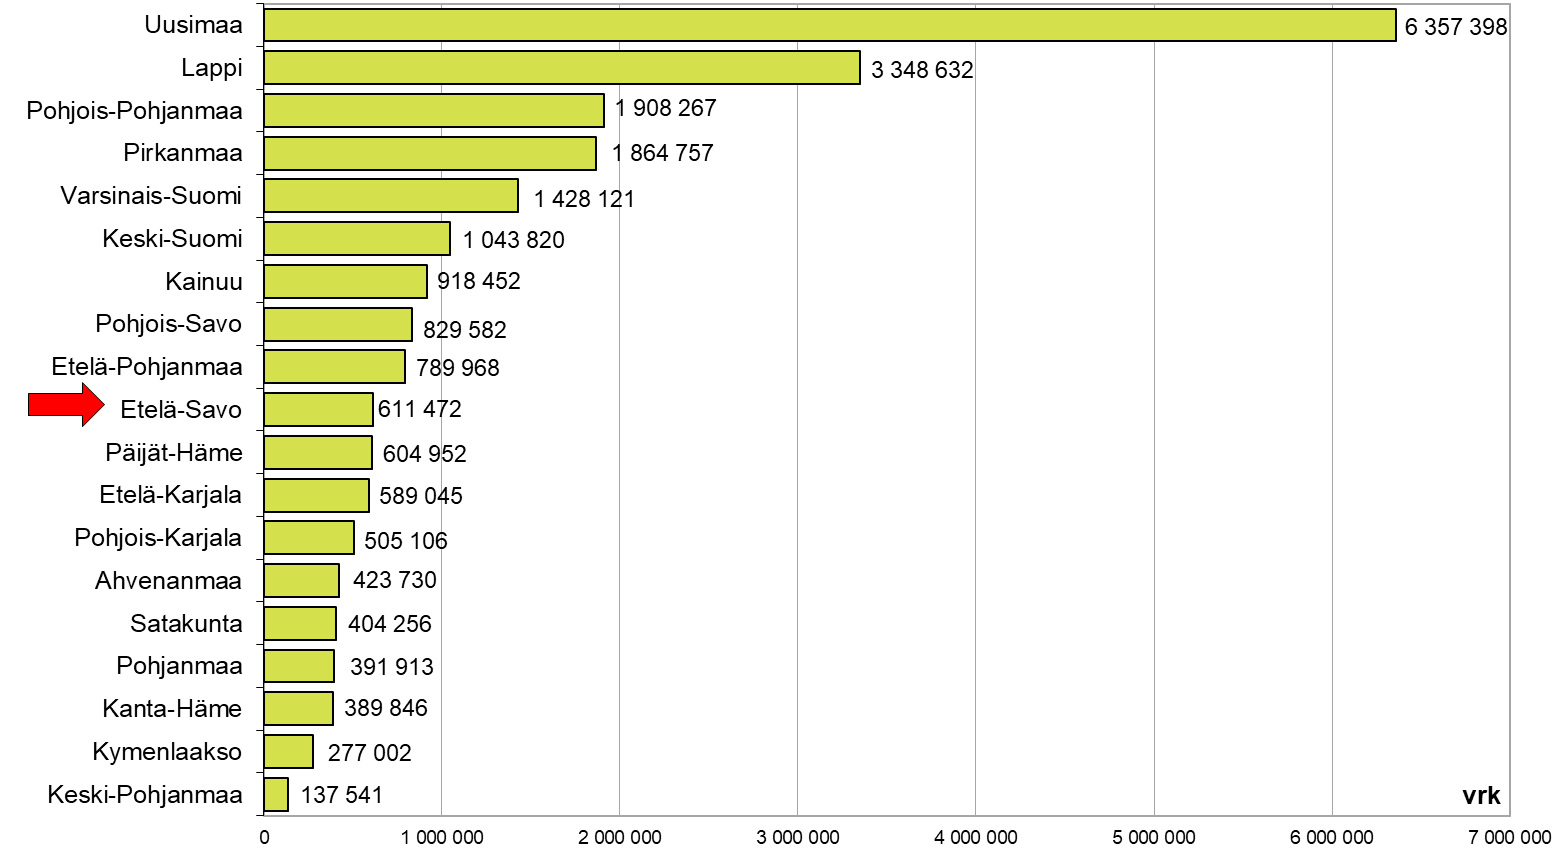 Uusimaa 6 357 398
Lappi 3 348 632
Pohjois-Pohjanmaa 1 908 267
Pirkanmaa 1 864 757
Varsinais-Suomi 1 428 121
Keski-Suomi 1 043 820
Kainuu 918 452
Pohjois-Savo 829 582
Etelä-Pohjanmaa 789 968
Etelä-Savo 611 472
Päijät-Häme 604 952
Etelä-Karjala 589 045
Pohjois-Karjala 505 106
Ahvenanmaa 423 730
Satakunta 404 256
Pohjanmaa 391 913
Kanta-Häme 389 846
Kymenlaakso 277 002
Keski-Pohjanmaa 137 541 vrk
0 1 000 000 2 000 000 3 000 000 4 000 000 5 000 000 6 000 000 7 000 000